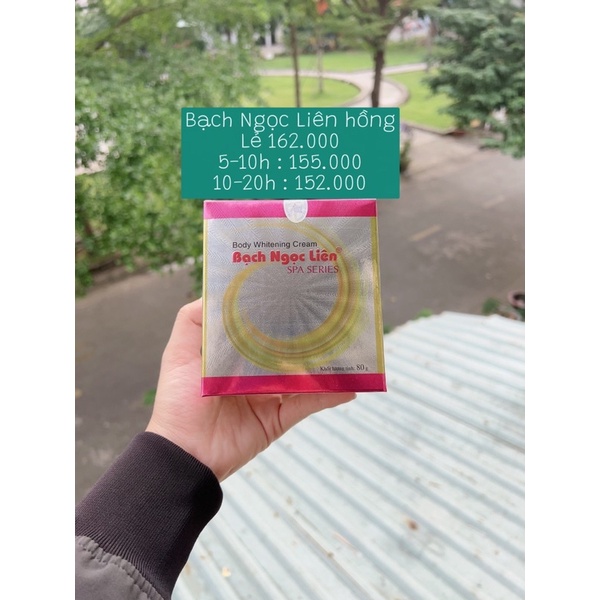 Bạch Ngọc Liên hồng
Lẻ 162.000
5-10h : 155.000
10-20h : 152.000
Body Whitening Cream
Bạch Ngọc Liên®
SPA SERIES
Khối lượng tịnh: 80 g